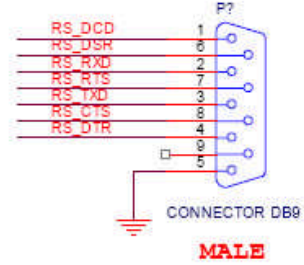 P?
RS_DCD 1
RS_DSR 6
RS_RXD 2
RS_RTS 7
RS_TXD 3
RS_CTS 8
RS_DTR 4
9
5
CONNECTOR DB9
MALE